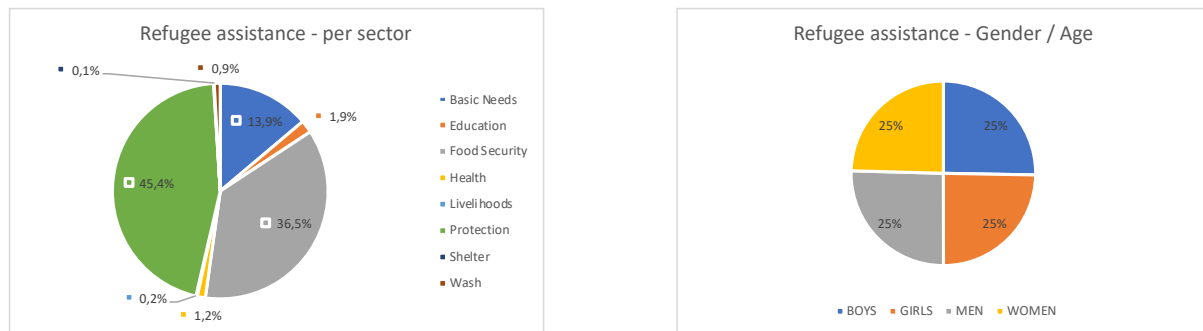 Refugee assistance - per sector
0,1%
0,9%
13,9%
1,9%
45,4%
36,5%
0,2%
1,2%
Basic Needs
Education
Food Security
Health
Livelihoods
Protection
Shelter
Wash
Refugee assistance - Gender / Age
25%
25%
25%
25%
BOYS GIRLS MEN WOMEN